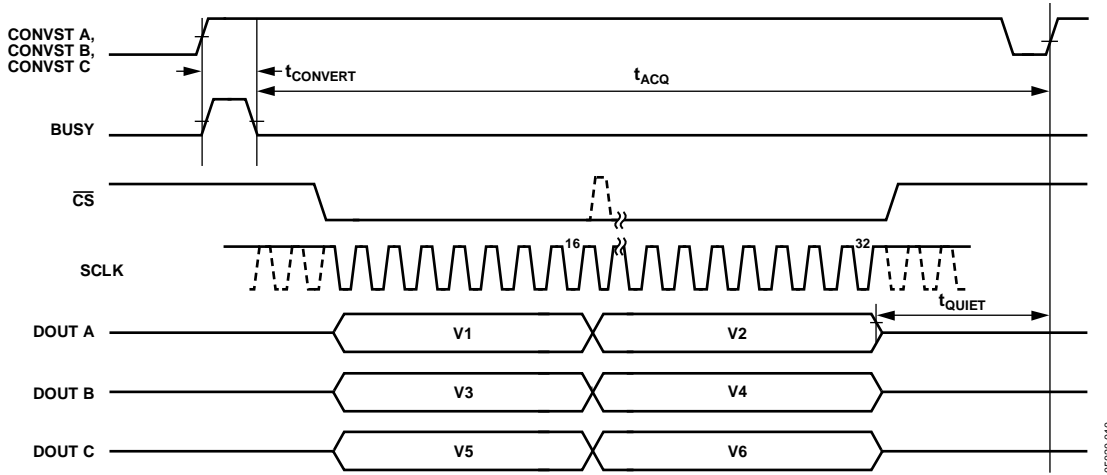 CONVST A,
CONVST B,
CONVST C
tCONVERT
tACQ
BUSY
CS
SCLK
16
32
tQUIET
DOUT A
V1
V2
DOUT B
V3
V4
DOUT C
V5
V6